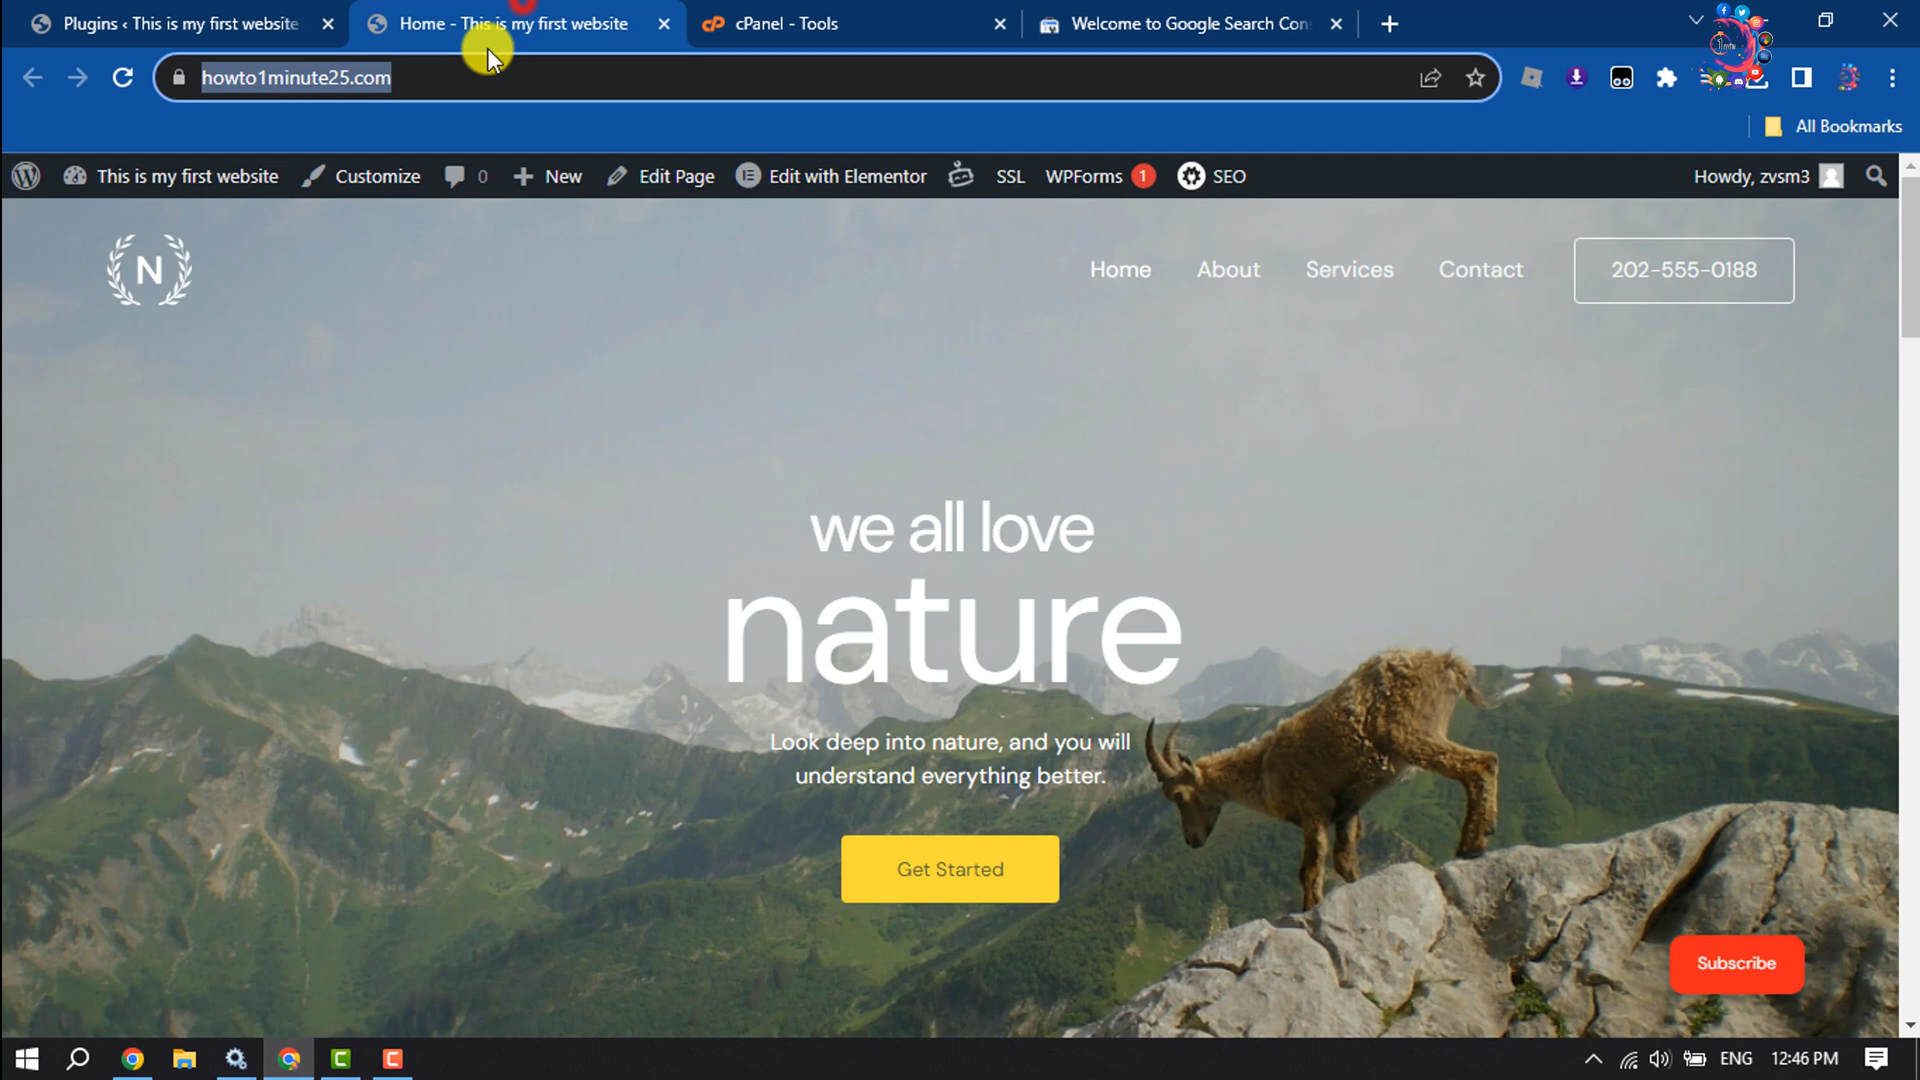 Plugins ‹ This is my first website
Home - This is my first website
cPanel - Tools
Welcome to Google Search Con
howto1minute25.com
All Bookmarks
This is my first website
Customize
0
New
Edit Page
Edit with Elementor
SSL
WPForms 1
SEO
Howdy, zvsm3
N
Home
About
Services
Contact
202-555-0188
we all love
nature
Look deep into nature, and you will
understand everything better.
Get Started
Subscribe
ENG
12:46 PM